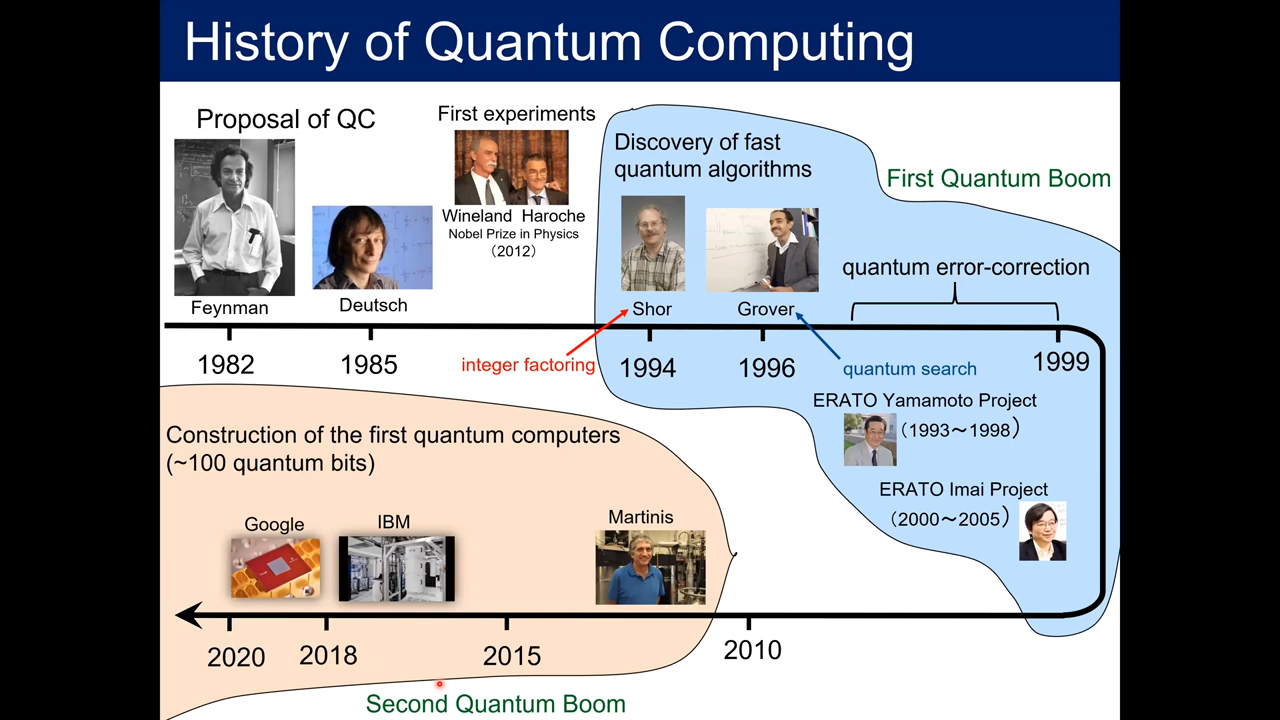 History of Quantum Computing
Proposal of QC
First experiments
Discovery of fast
quantum algorithms
First Quantum Boom
Wineland Haroche
Nobel Prize in Physics
（2012）
quantum error-correction
Feynman
Deutsch
Shor
Grover
1982
1985
integer factoring
1994
1996
quantum search
1999
ERATO Yamamoto Project
（1993～1998）
ERATO Imai Project
（2000～2005）
Construction of the first quantum computers
(~100 quantum bits)
Google
IBM
Martinis
2020
2018
2015
2010
Second Quantum Boom